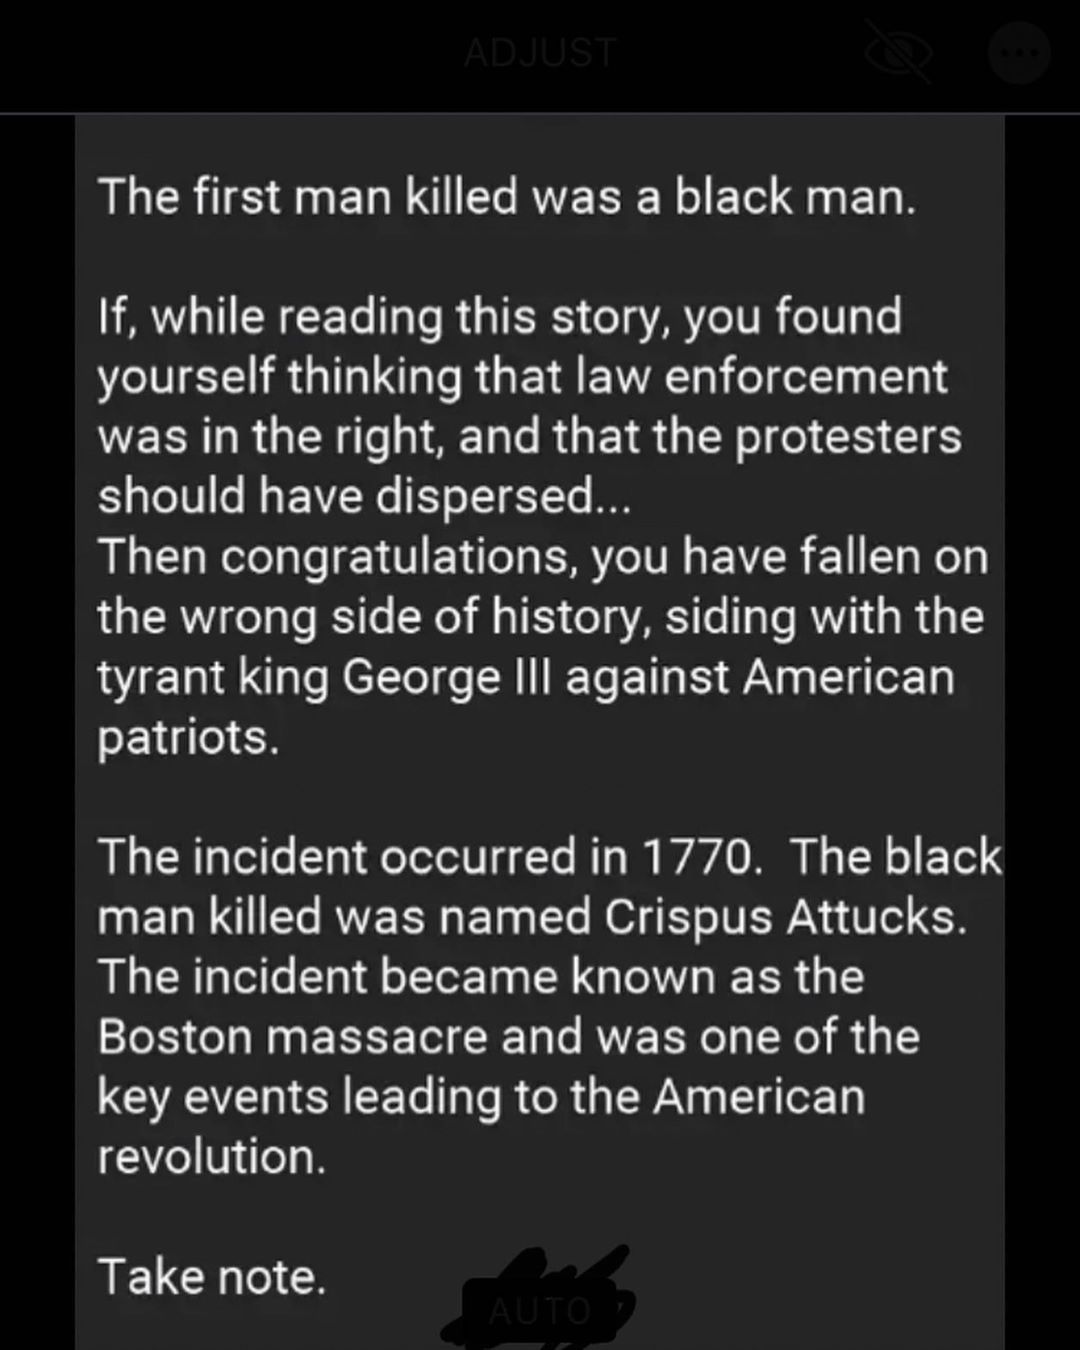 ADJUST
The first man killed was a black man.
If, while reading this story, you found
yourself thinking that law enforcement
was in the right, and that the protesters
should have dispersed...
Then congratulations, you have fallen on
the wrong side of history, siding with the
tyrant king George III against American
patriots.
The incident occurred in 1770.  The black
man killed was named Crispus Attucks.
The incident became known as the
Boston massacre and was one of the
key events leading to the American
revolution.
Take note.
AUTO